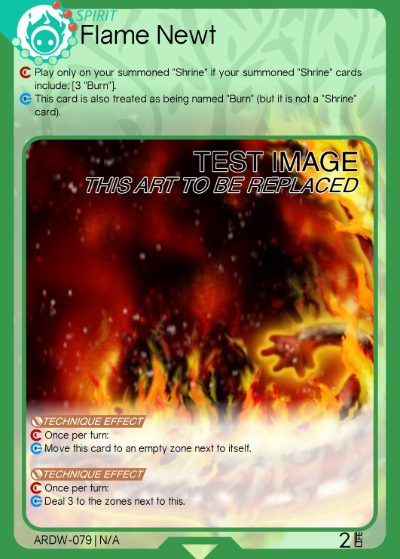 SPIRIT
Flame Newt
C Play only on your summoned "Shrine" if your summoned "Shrine" cards
include: [3 "Burn"].
E This card is also treated as being named "Burn" (but it is not a "Shrine"
card).
TEST IMAGE
THIS ART TO BE REPLACED
TECHNIQUE EFFECT
C Once per turn:
E Move this card to an empty zone next to itself.
TECHNIQUE EFFECT
C Once per turn:
E Deal 3 to the zones next to this.
ARDW-079 | N/A
2 LIFE